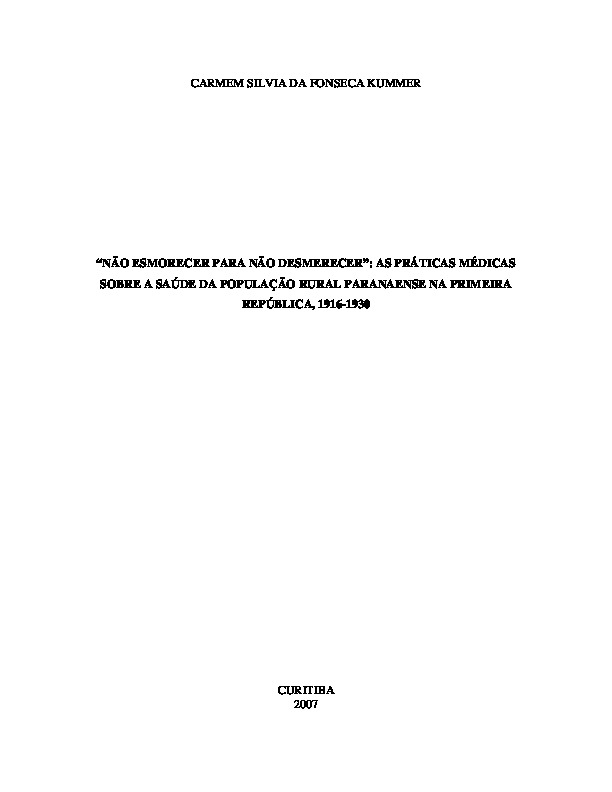 CARMEM SILVIA DA FONSECA KUMMER
“NÃO ESMORECER PARA NÃO DESMERECER”: AS PRÁTICAS MÉDICAS
SOBRE A SAÚDE DA POPULAÇÃO RURAL PARANAENSE NA PRIMEIRA
REPÚBLICA, 1916-1930
CURITIBA
2007